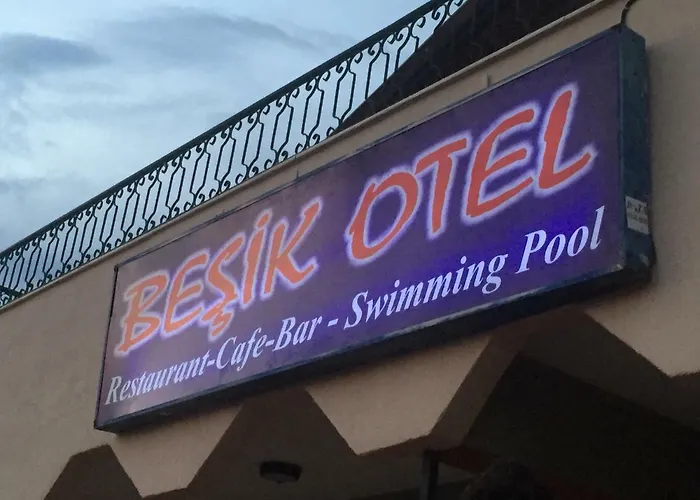 BEŞİK OTEL
Restaurant-Cafe-Bar - Swimming Pool